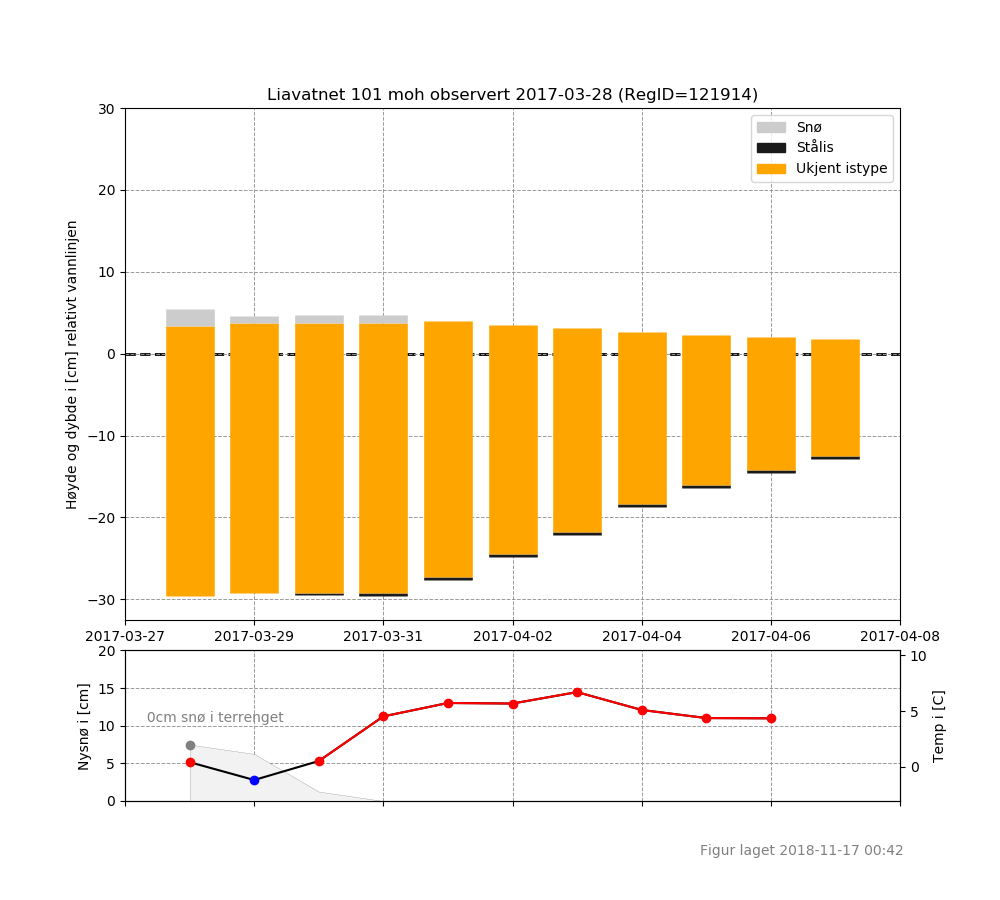 Liavatnet 101 moh observert 2017-03-28 (RegID=121914)
Høyde og dybde i [cm] relativt vannlinjen
30
20
10
0
−10
−20
−30
Snø
Stålis
Ukjent istype
2017-03-27 2017-03-29 2017-03-31 2017-04-02 2017-04-04 2017-04-06 2017-04-08
Nysnø i [cm]
20
15
10
5
0
0cm snø i terrenget
10
5
0
Temp i [C]
Figur laget 2018-11-17 00:42